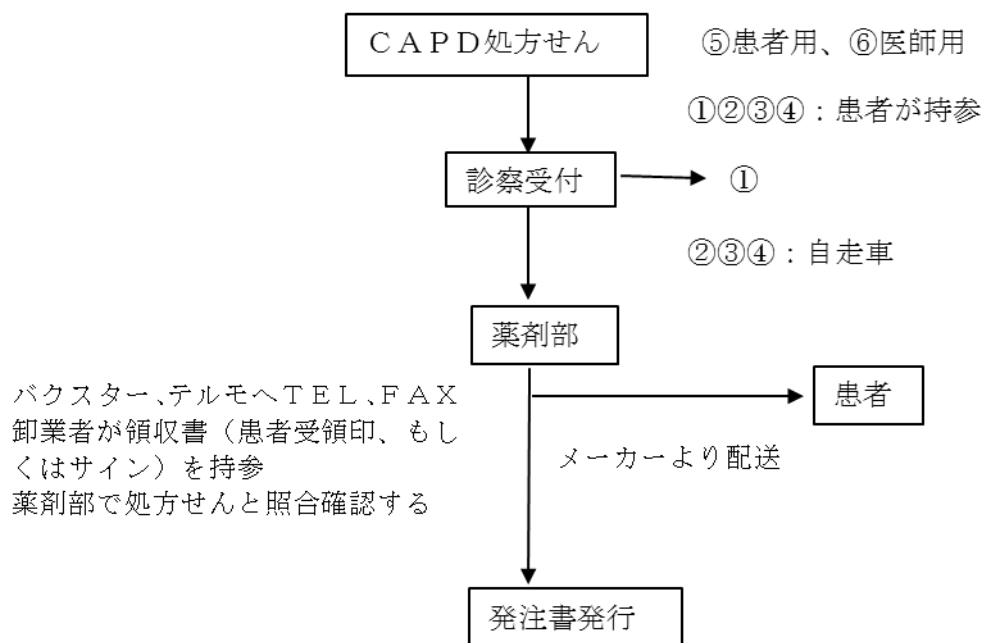 ＣＡＰＤ処方せん
⑤患者用、⑥医師用
①②③④：患者が持参
診察受付
①
②③④：自走車
薬剤部
バクスター、テルモへＴＥＬ、ＦＡＸ
卸業者が領収書（患者受領印、もし
くはサイン）を持参
薬剤部で処方せんと照合確認する
患者
メーカーより配送
発注書発行